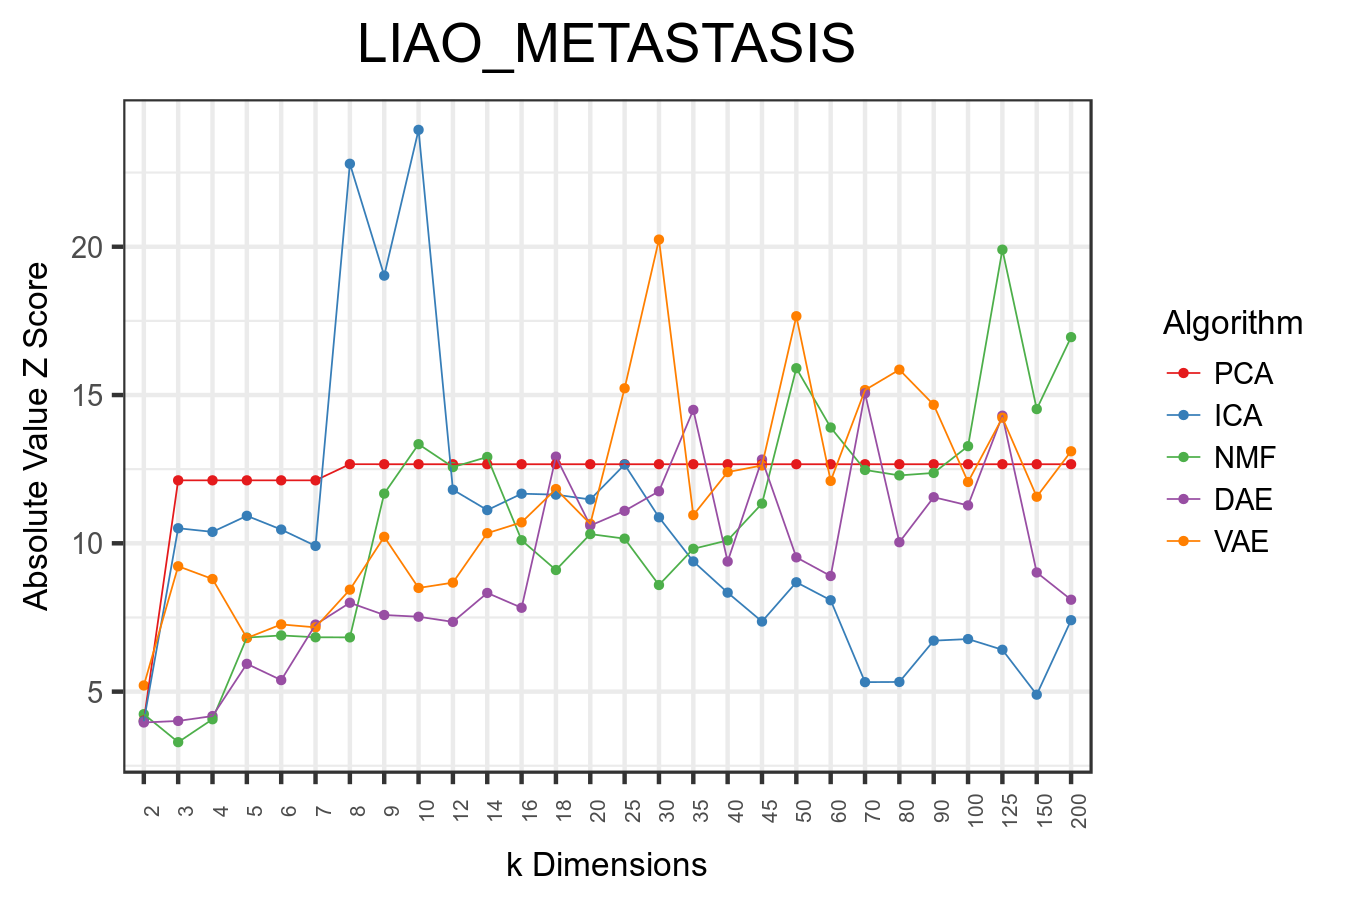 LIAO_METASTASIS
Absolute Value Z Score
20
15
10
5
2 3 4 5 6 7 8 9 10 12 14 16 18 20 25 30 35 40 45 50 60 70 80 90 100 125 150 200
k Dimensions
Algorithm
PCA
ICA
NMF
DAE
VAE